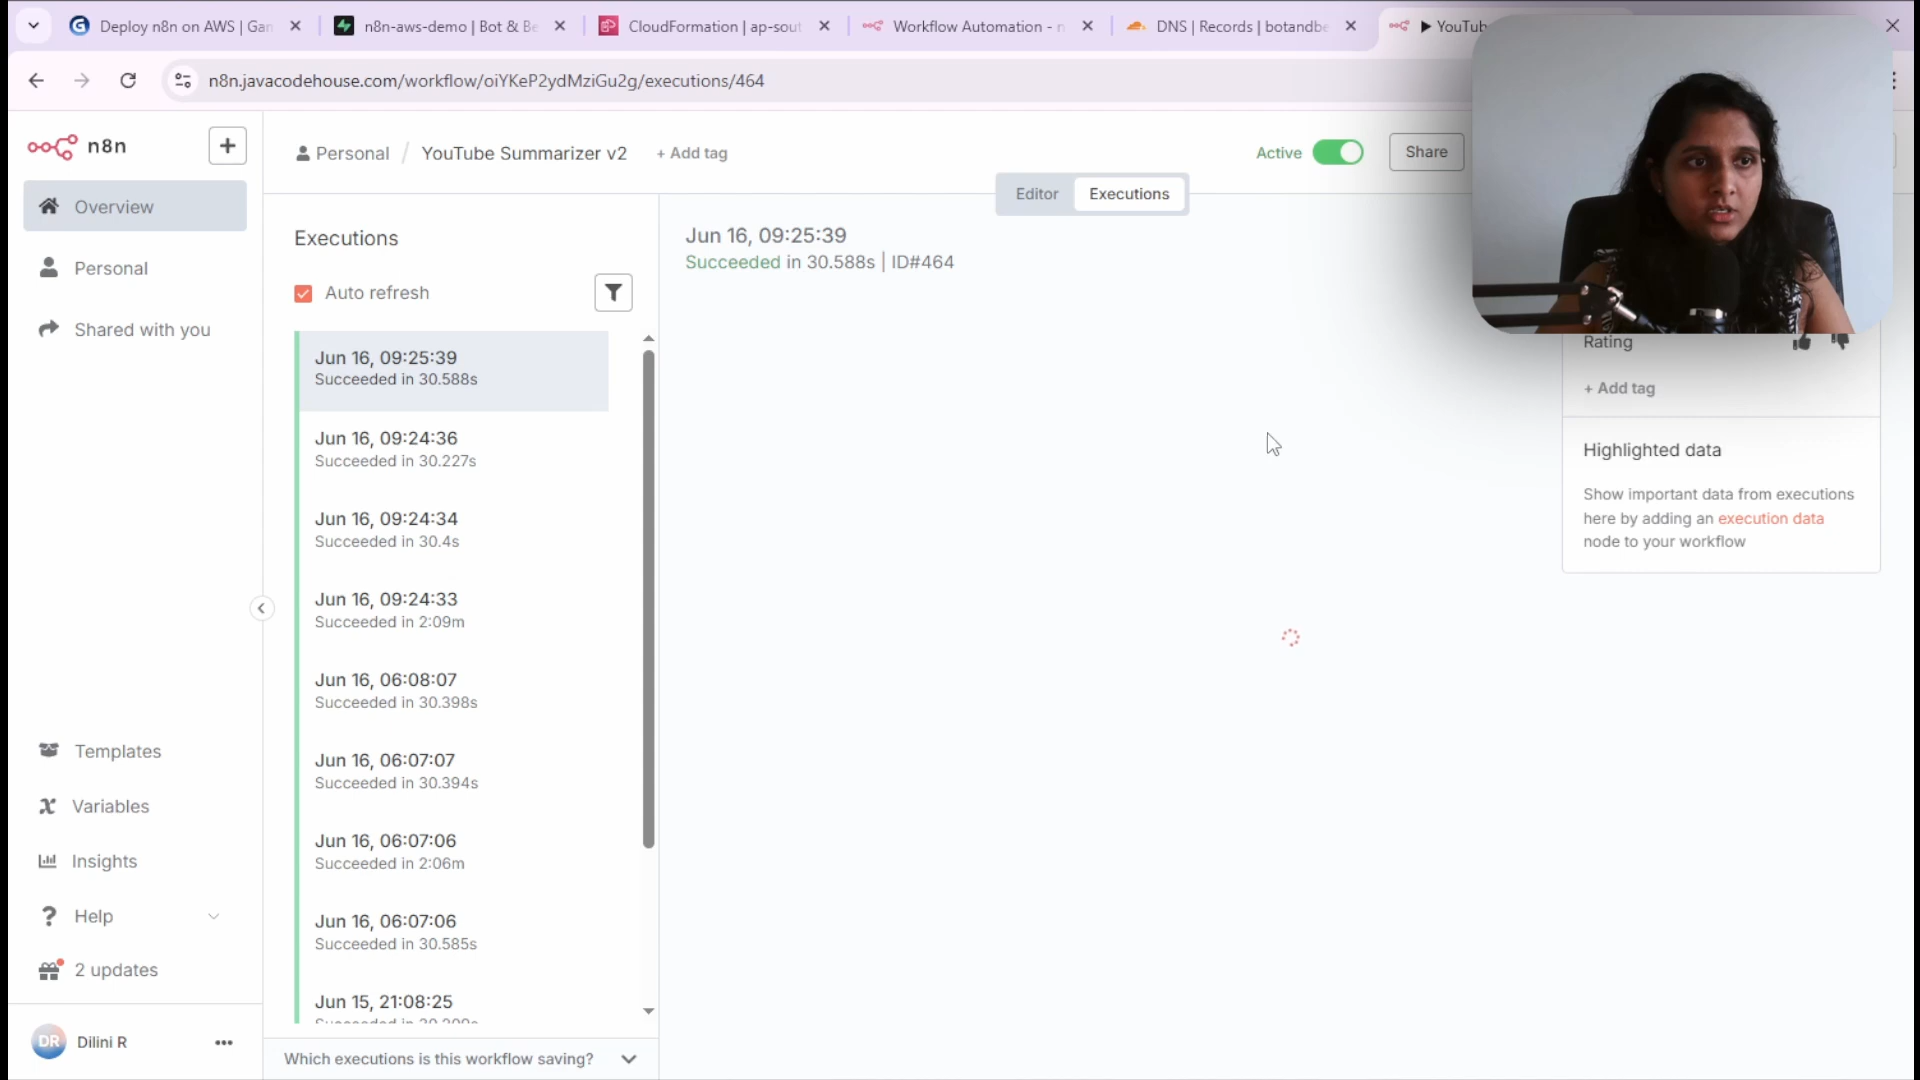 Deploy n8n on AWS | Gan
n8n-aws-demo | Bot & Be
CloudFormation | ap-sout
Workflow Automation - n
DNS | Records | botandbe
▶ YouTub
n8n.javacodehouse.com/workflow/oiYKeP2ydMziGu2g/executions/464
n8n
+
Overview
Personal
Shared with you
Templates
Variables
Insights
Help
2 updates
DR
Dilini R
Personal / YouTube Summarizer v2 + Add tag
Active
Share
Editor
Executions
Executions
Auto refresh
Jun 16, 09:25:39
Succeeded in 30.588s
Jun 16, 09:24:36
Succeeded in 30.227s
Jun 16, 09:24:34
Succeeded in 30.4s
Jun 16, 09:24:33
Succeeded in 2:09m
Jun 16, 06:08:07
Succeeded in 30.398s
Jun 16, 06:07:07
Succeeded in 30.394s
Jun 16, 06:07:06
Succeeded in 2:06m
Jun 16, 06:07:06
Succeeded in 30.585s
Jun 15, 21:08:25
Which executions is this workflow saving?
Jun 16, 09:25:39
Succeeded in 30.588s | ID#464
Rating
+ Add tag
Highlighted data
Show important data from executions
here by adding an execution data
node to your workflow